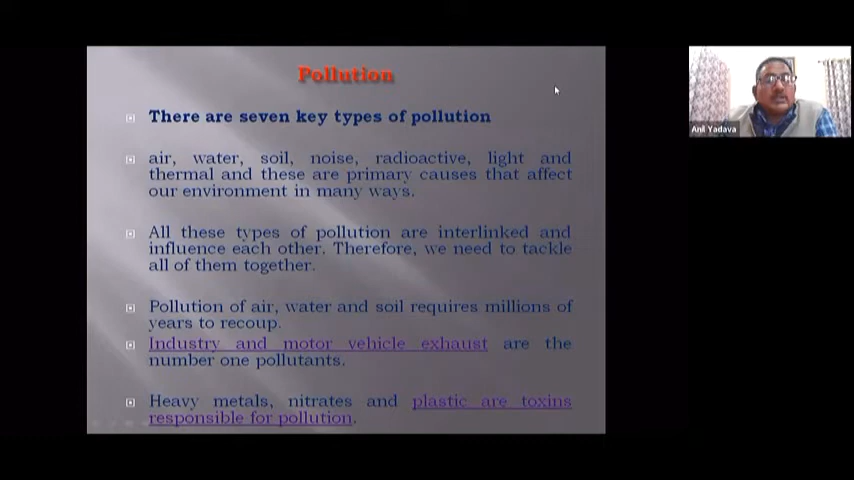 Pollution
There are seven key types of pollution
air, water, soil, noise, radioactive, light and
thermal and these are primary causes that affect
our environment in many ways.
All these types of pollution are interlinked and
influence each other. Therefore, we need to tackle
all of them together.
Pollution of air, water and soil requires millions of
years to recoup.
Industry and motor vehicle exhaust are the
number one pollutants.
Heavy metals, nitrates and plastic are toxins
responsible for pollution.
Anil Yadava